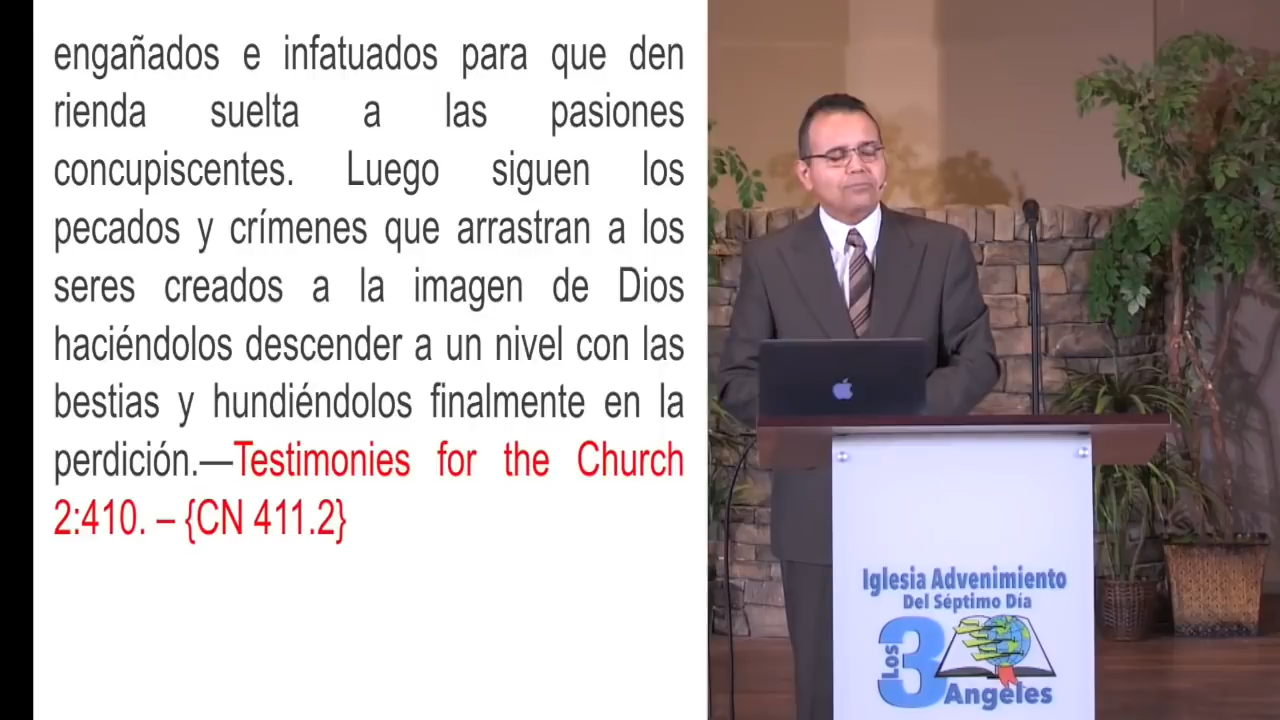 engañados e infatuados para que den
rienda suelta a las pasiones
concupiscentes. Luego siguen los
pecados y crímenes que arrastran a los
seres creados a la imagen de Dios
haciéndolos descender a un nivel con las
bestias y hundiéndolos finalmente en la
perdición.—Testimonies for the Church
2:410. – {CN 411.2}
Iglesia Advenimiento
Del Séptimo Día
Los 3
Angeles